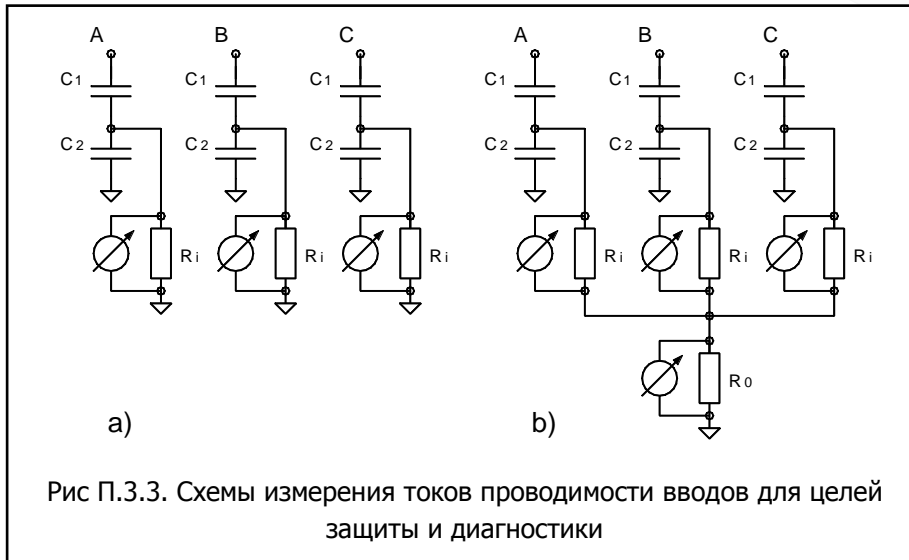 A B C A B C
C1 C1 C1 C1 C1 C1
C2 C2 C2 C2 C2 C2
Ri Ri Ri Ri Ri Ri
R0
a) b)
Рис П.3.3. Схемы измерения токов проводимости вводов для целей
защиты и диагностики